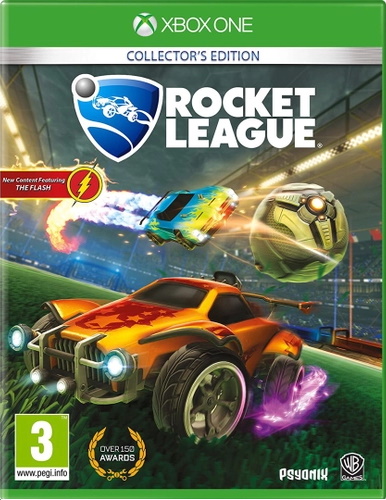 XBOX ONE
COLLECTOR'S EDITION
ROCKET
LEAGUE®
New Content Featuring
THE FLASH
3
www.pegi.info
OVER 150
AWARDS
PSYONIX
WB
GAMES